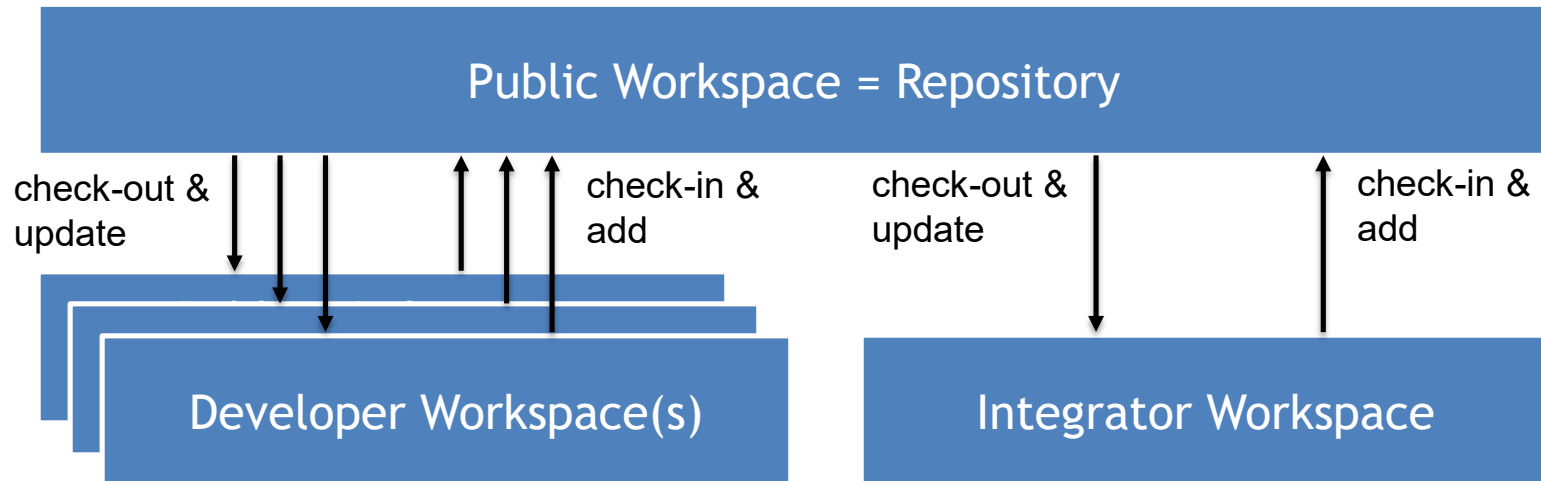 Public Workspace = Repository
check-out &
update
check-in &
add
check-out &
update
check-in &
add
Developer Workspace(s)
Integrator Workspace